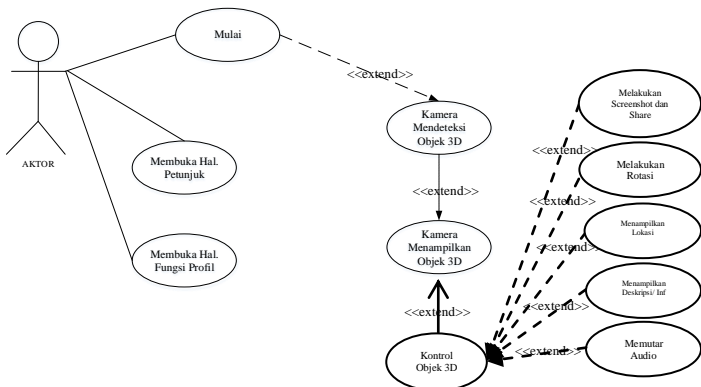 Mulai
<<extend>>
AKTOR
Membuka Hal.
Petunjuk
Membuka Hal.
Fungsi Profil
Kamera
Mendeteksi
Objek 3D
<<extend>>
Kamera
Menampilkan
Objek 3D
<<extend>>
Kontrol
Objek 3D
Melakukan
Screenshot dan
Share
<<extend>>
Melakukan
Rotasi
<<extend>>
Menampilkan
Lokasi
<<extend>>
Menampilkan
Deskripsi/ Inf
<<extend>>
Memutar
Audio
<<extend>>